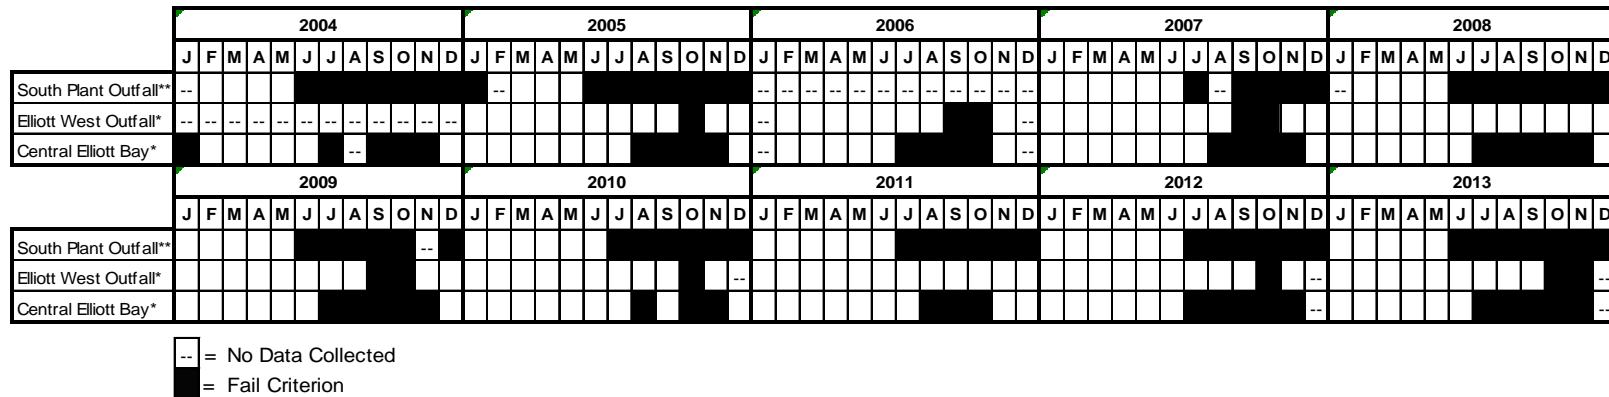 2004 2005 2006 2007 2008
J F M A M J J A S O N D J F M A M J J A S O N D J F M A M J J A S O N D J F M A M J J A S O N D J F M A M J J A S O N D
South Plant Outfall** -- -- -- -- -- -- -- -- -- -- -- -- -- -- -- --
Elliott West Outfall* -- -- -- -- -- -- -- -- -- -- -- -- -- --
Central Elliott Bay* -- -- --
2009 2010 2011 2012 2013
J F M A M J J A S O N D J F M A M J J A S O N D J F M A M J J A S O N D J F M A M J J A S O N D J F M A M J J A S O N D
South Plant Outfall** --
Elliott West Outfall* -- -- --
Central Elliott Bay* -- --
-- = No Data Collected
= Fail Criterion